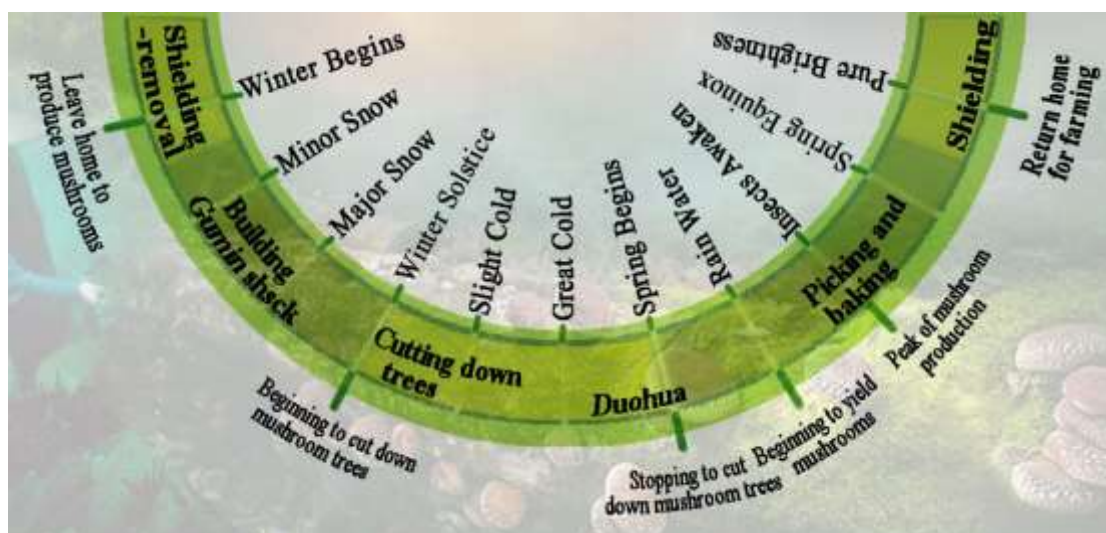 Shielding
-removal
Building
Gumin shsck
Cutting down
trees
Duohua
Picking and
baking
Shielding
Winter Begins
Minor Snow
Major Snow
Winter Solstice
Slight Cold
Great Cold
Spring Begins
Rain Water
Insects Awaken
Spring Equinox
Pure Brightness
Leave home to
produce mushrooms
Beginning to cut down
mushroom trees
Stopping to cut
down mushroom trees
Beginning to yield
mushrooms
Peak of mushroom
production
Return home
for farming